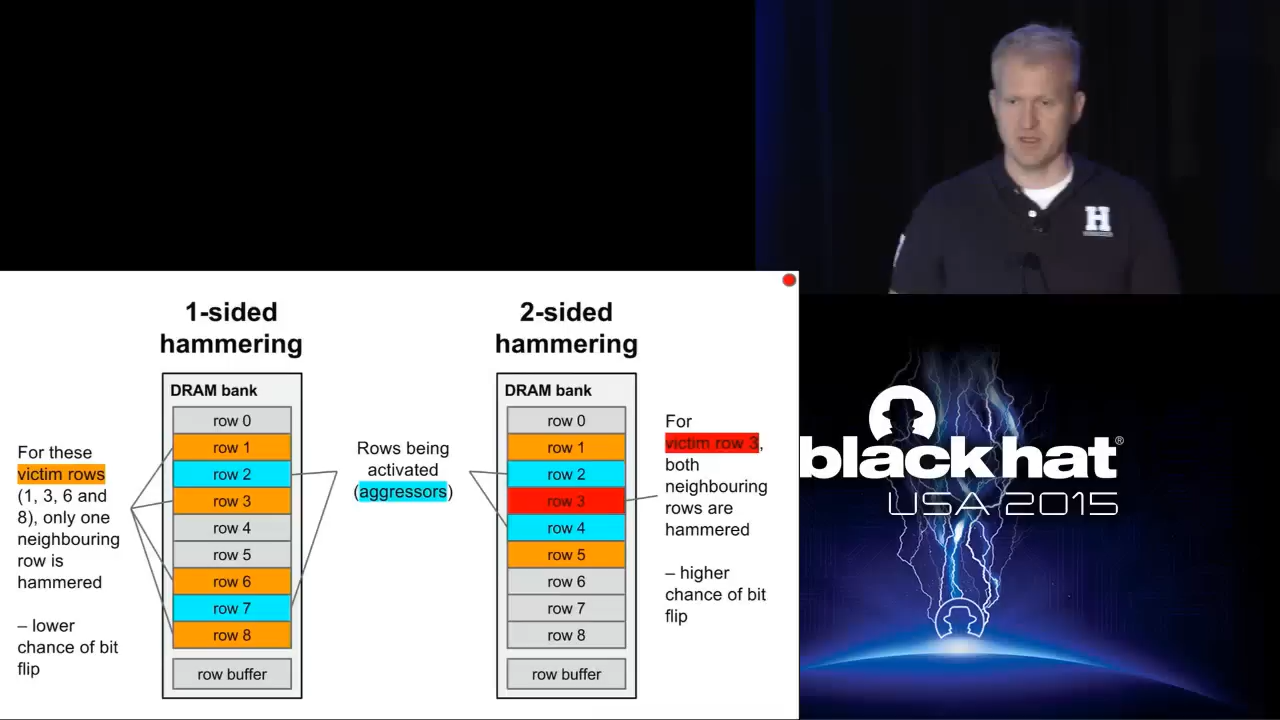 H
1-sided
hammering
DRAM bank
row 0
row 1
row 2
row 3
row 4
row 5
row 6
row 7
row 8
row buffer
For these
victim rows
(1, 3, 6 and
8), only one
neighbouring
row is
hammered
– lower
chance of bit
flip
Rows being
activated
(aggressors)
2-sided
hammering
DRAM bank
row 0
row 1
row 2
row 3
row 4
row 5
row 6
row 7
row 8
row buffer
For
victim row 3,
both
neighbouring
rows are
hammered
– higher
chance of bit
flip
black hat®
USA 2015